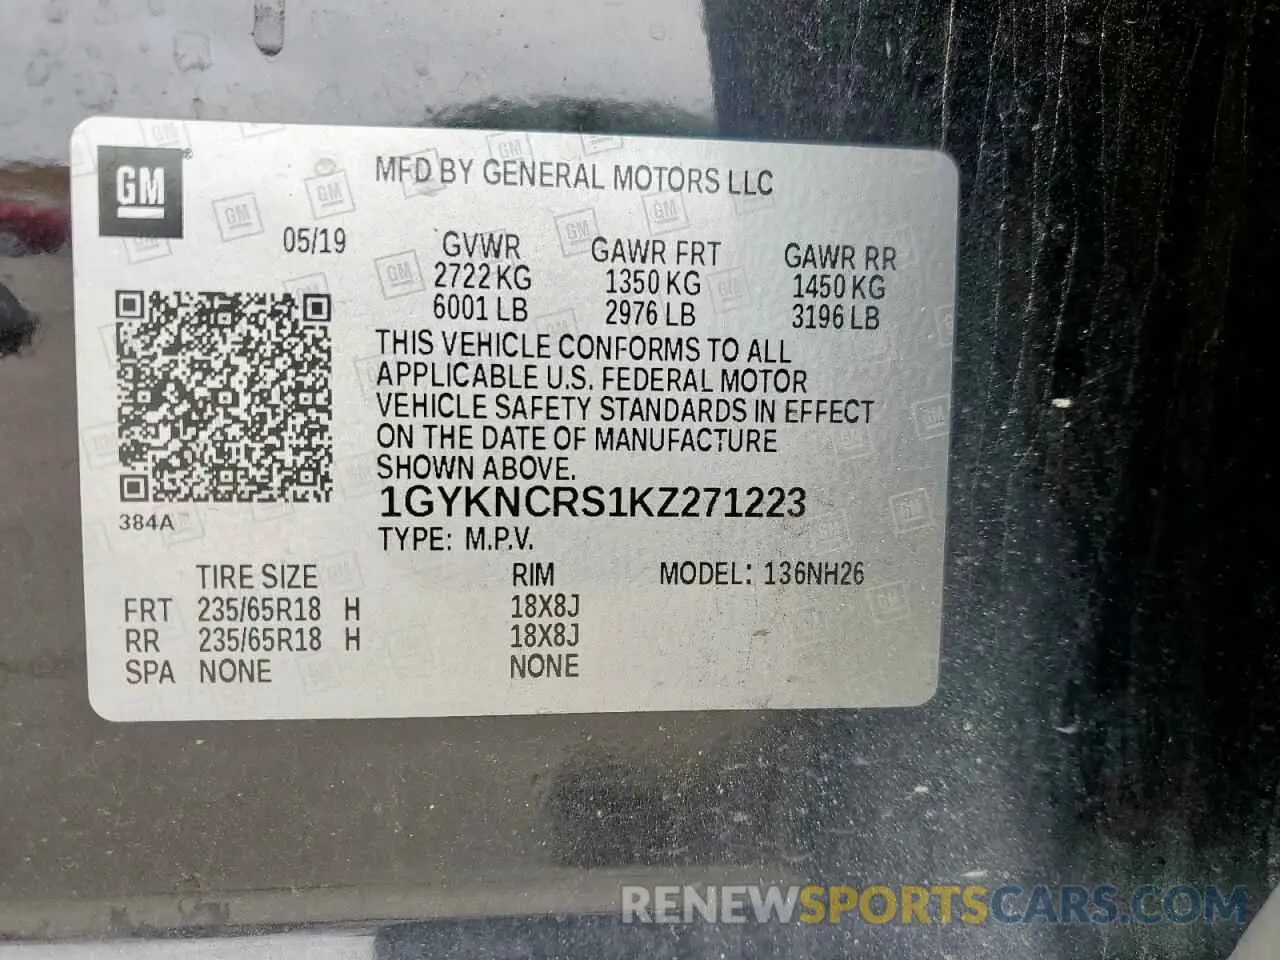 GM
MFD BY GENERAL MOTORS LLC
05/19
GVWR GAWR FRT GAWR RR
2722 KG 1350 KG 1450 KG
6001 LB 2976 LB 3196 LB
THIS VEHICLE CONFORMS TO ALL
APPLICABLE U.S. FEDERAL MOTOR
VEHICLE SAFETY STANDARDS IN EFFECT
ON THE DATE OF MANUFACTURE
SHOWN ABOVE.
1GYKNCRS1KZ271223
384A
TYPE: M.P.V.
TIRE SIZE RIM MODEL: 136NH26
FRT 235/65R18 H 18X8J
RR 235/65R18 H 18X8J
SPA NONE NONE
RENEWSPORTSCARS.COM